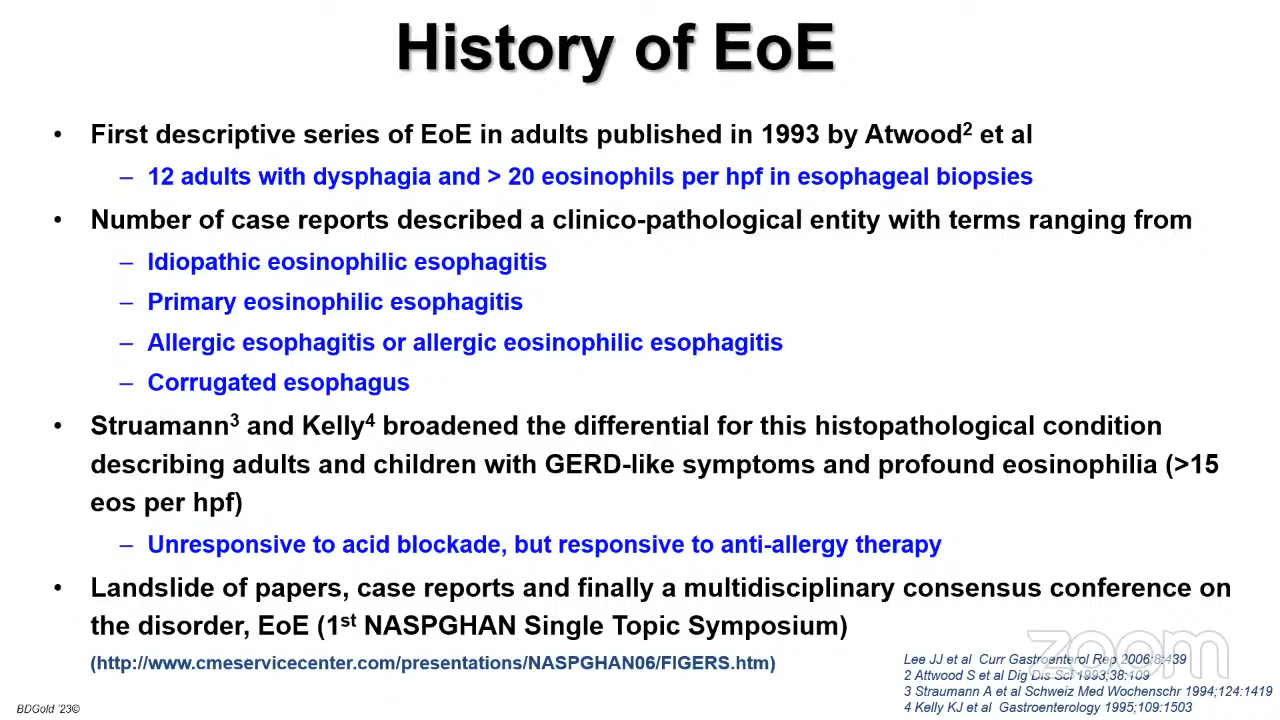 History of EoE
• First descriptive series of EoE in adults published in 1993 by Atwood2 et al
– 12 adults with dysphagia and > 20 eosinophils per hpf in esophageal biopsies
• Number of case reports described a clinico-pathological entity with terms ranging from
– Idiopathic eosinophilic esophagitis
– Primary eosinophilic esophagitis
– Allergic esophagitis or allergic eosinophilic esophagitis
– Corrugated esophagus
• Struamann3 and Kelly4 broadened the differential for this histopathological condition
describing adults and children with GERD-like symptoms and profound eosinophilia (>15
eos per hpf)
– Unresponsive to acid blockade, but responsive to anti-allergy therapy
• Landslide of papers, case reports and finally a multidisciplinary consensus conference on
the disorder, EoE (1st NASPGHAN Single Topic Symposium)
(http://www.cmeservicecenter.com/presentations/NASPGHAN06/FIGERS.htm)
Lee JJ et al Curr Gastroenterol Rep 2006;8:439
2 Attwood S et al Dig Dis Sci 1993;38:109
3 Straumann A et al Schweiz Med Wochenschr 1994;124:1419
4 Kelly KJ et al Gastroenterology 1995;109:1503
zoom
BDGold '23©